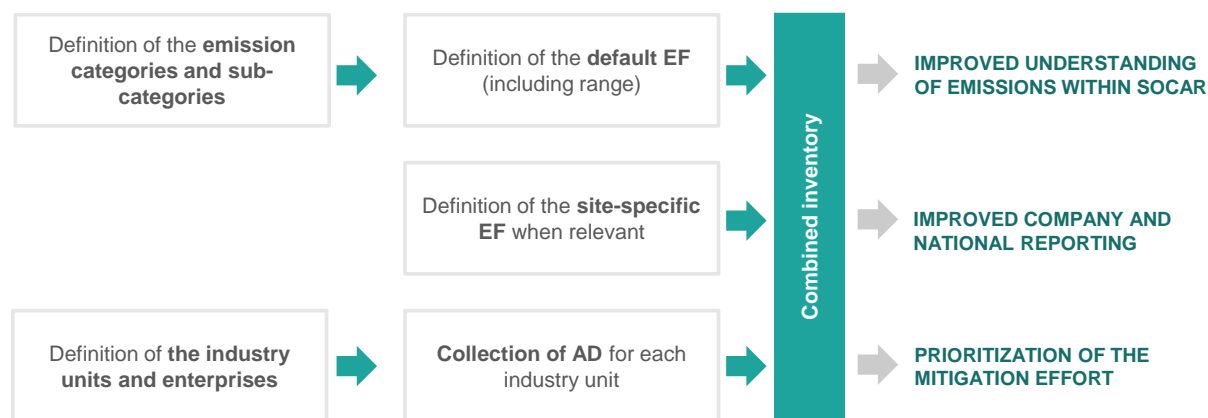 Definition of the emission
categories and sub-
categories
Definition of the default EF
(including range)
Combined inventory
IMPROVED UNDERSTANDING
OF EMISSIONS WITHIN SOCAR
Definition of the site-specific
EF when relevant
IMPROVED COMPANY AND
NATIONAL REPORTING
Definition of the industry
units and enterprises
Collection of AD for each
industry unit
PRIORITIZATION OF THE
MITIGATION EFFORT